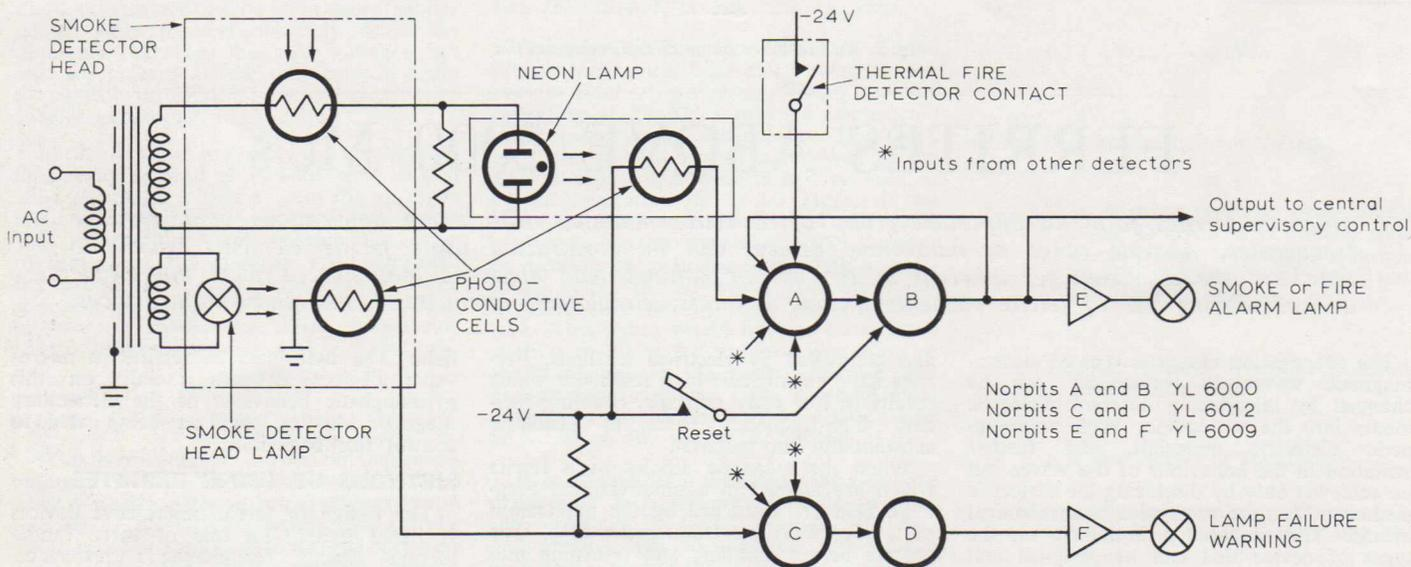 SMOKE
DETECTOR
HEAD
-24V
NEON LAMP
THERMAL FIRE
DETECTOR CONTACT
* Inputs from other detectors
AC
Input
PHOTO-
CONDUCTIVE
CELLS
Output to central
supervisory control
A
B
E
SMOKE or FIRE
ALARM LAMP
*
*
-24V
Reset
SMOKE DETECTOR
HEAD LAMP
Norbits A and B YL 6000
Norbits C and D YL 6012
Norbits E and F YL 6009
*
*
C
D
F
LAMP FAILURE
WARNING